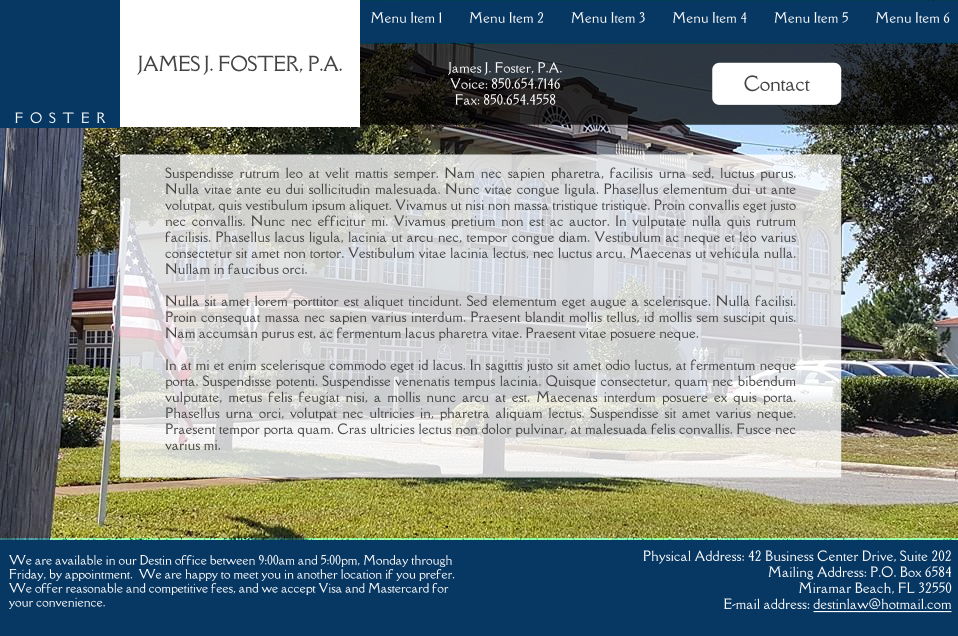 Menu Item 1 Menu Item 2 Menu Item 3 Menu Item 4 Menu Item 5 Menu Item 6
JAMES J. FOSTER, P.A.
FOSTER
James J. Foster, P.A.
Voice: 850.654.7146
Fax: 850.654.4558
Contact
Suspendisse rutrum leo at velit mattis semper. Nam nec sapien pharetra, facilisis urna sed, luctus purus.
Nulla vitae ante eu dui sollicitudin malesuada. Nunc vitae congue ligula. Phasellus elementum dui ut ante
volutpat, quis vestibulum ipsum aliquet. Vivamus ut nisi non massa tristique tristique. Proin convallis eget justo
nec convallis. Nunc nec efficitur mi. Vivamus pretium non est ac auctor. In vulputate nulla quis rutrum
facilisis. Phasellus lacus ligula, lacinia ut arcu nec, tempor congue diam. Vestibulum ac neque et leo varius
consectetur sit amet non tortor. Vestibulum vitae lacinia lectus, nec luctus arcu. Maecenas ut vehicula nulla.
Nullam in faucibus orci.
Nulla sit amet lorem porttitor est aliquet tincidunt. Sed elementum eget augue a scelerisque. Nulla facilisi.
Proin consequat massa nec sapien varius interdum. Praesent blandit mollis tellus, id mollis sem suscipit quis.
Nam accumsan purus est, ac fermentum lacus pharetra vitae. Praesent vitae posuere neque.
In at mi et enim scelerisque commodo eget id lacus. In sagittis justo sit amet odio luctus, at fermentum neque
porta. Suspendisse potenti. Suspendisse venenatis tempus lacinia. Quisque consectetur, quam nec bibendum
vulputate, metus felis feugiat nisi, a mollis nunc arcu at est. Maecenas interdum posuere ex quis porta.
Phasellus urna orci, volutpat nec ultricies in, pharetra aliquam lectus. Suspendisse sit amet varius neque.
Praesent tempor porta quam. Cras ultricies lectus non dolor pulvinar, at malesuada felis convallis. Fusce nec
varius mi.
We are available in our Destin office between 9:00am and 5:00pm, Monday through
Friday, by appointment. We are happy to meet you in another location if you prefer.
We offer reasonable and competitive fees, and we accept Visa and Mastercard for
your convenience.
Physical Address: 42 Business Center Drive, Suite 202
Mailing Address: P.O. Box 6584
Miramar Beach, FL 32550
E-mail address: destinlaw@hotmail.com